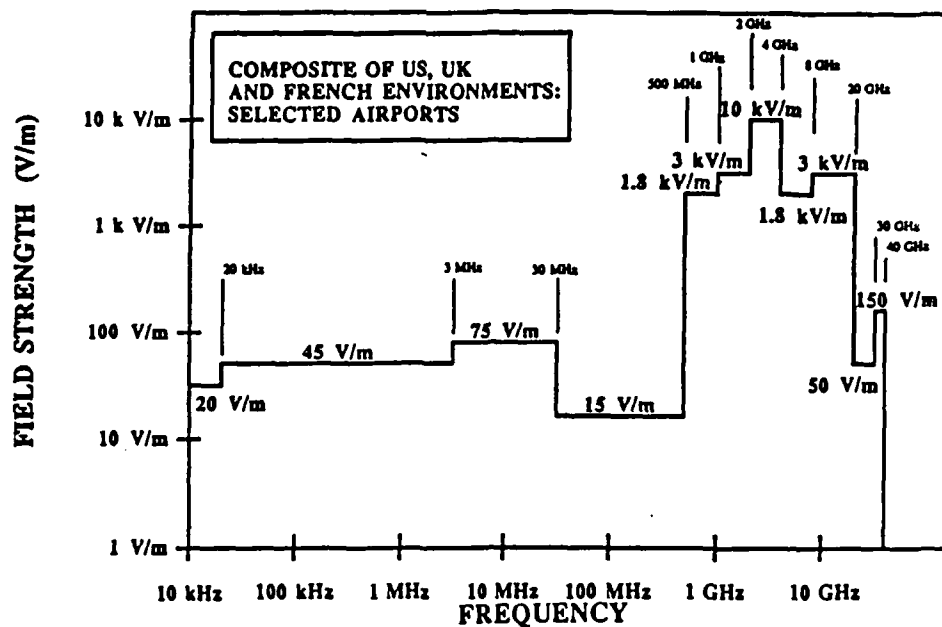 COMPOSITE OF US, UK
AND FRENCH ENVIRONMENTS:
SELECTED AIRPORTS
2 GHz
4 GHz
1 GHz
8 GHz
500 MHz
20 GHz
10 kV/m
3 kV/m
3 kV/m
1.8 kV/m
1.8 kV/m
30 GHz
40 GHz
20 kHz
3 MHz
30 MHz
150 V/m
75 V/m
45 V/m
50 V/m
20 V/m
15 V/m
FIELD STRENGTH (V/m)
10 k V/m
1 k V/m
100 V/m
10 V/m
1 V/m
10 kHz
100 kHz
1 MHz
10 MHz
100 MHz
1 GHz
10 GHz
FREQUENCY